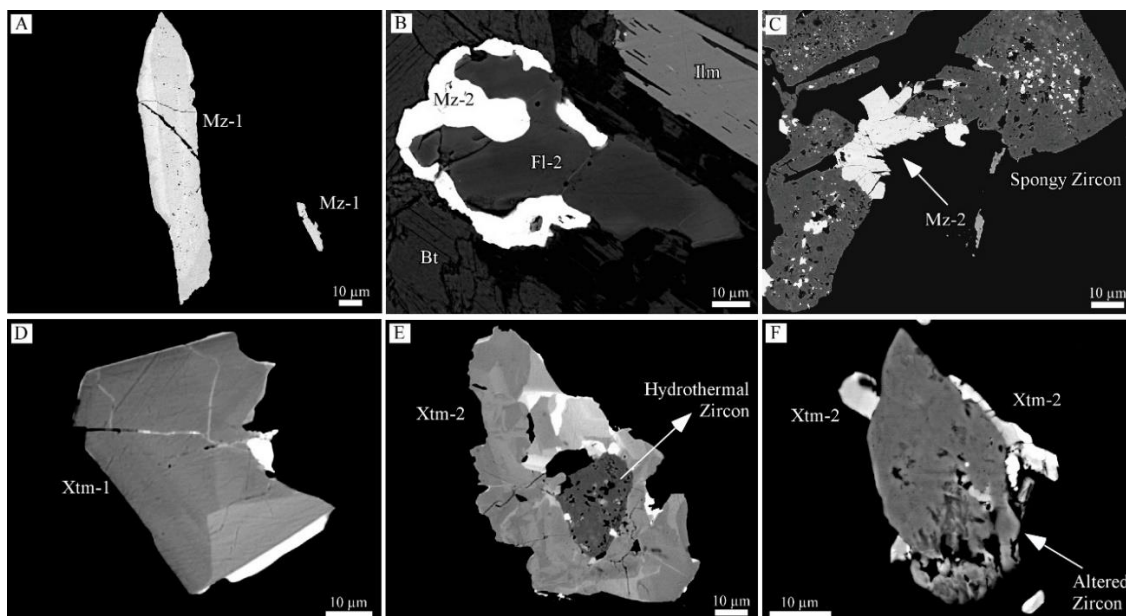 A
Mz-1
Mz-1
10 µm
B
Ilm
Mz-2
Fl-2
Bt
10 µm
C
Spongy Zircon
Mz-2
10 µm
D
Xtm-1
10 µm
E
Xtm-2
Hydrothermal
Zircon
10 µm
F
Xtm-2
Xtm-2
Altered
Zircon
10 µm